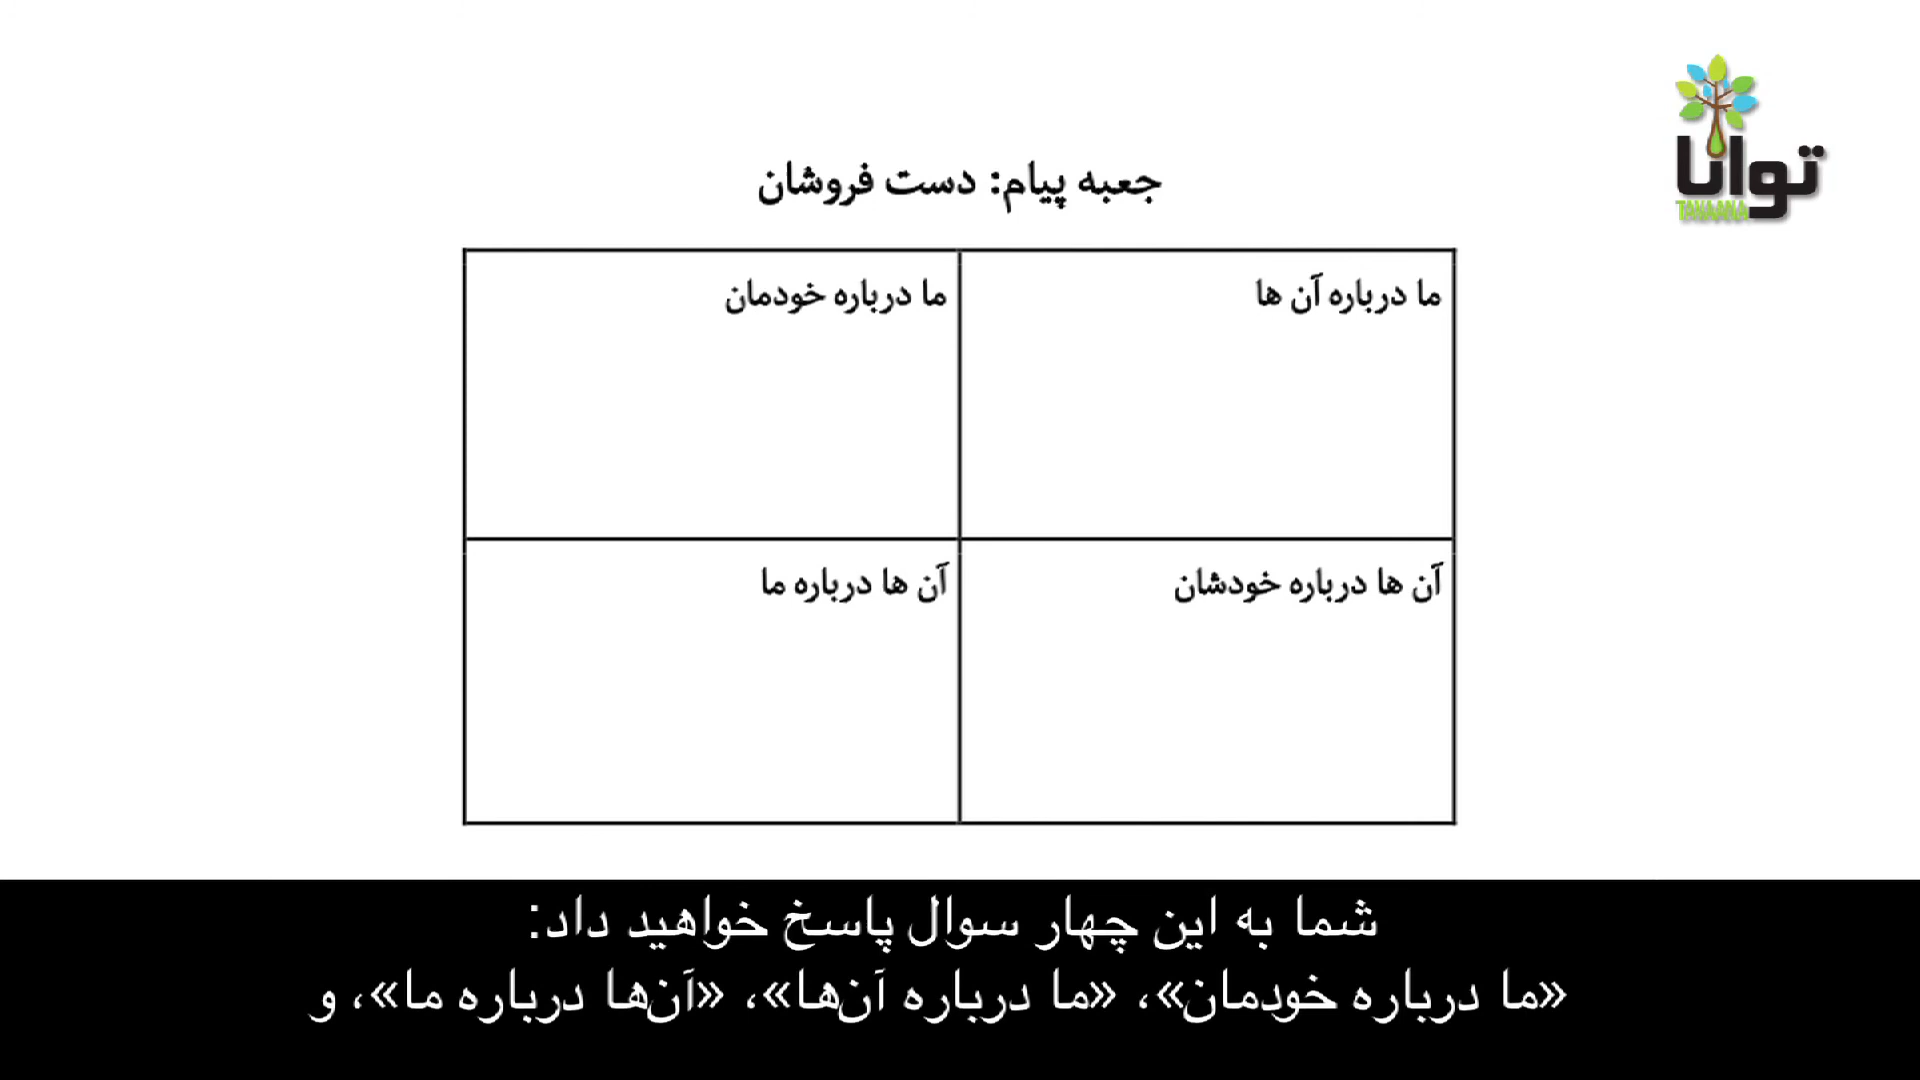 توانا
TAVAANA
جعبه پیام: دست فروشان
ما درباره آن ها
ما درباره خودمان
آن ها درباره خودشان
آن ها درباره ما
شما به این چهار سوال پاسخ خواهید داد:
«ما درباره خودمان»، «ما درباره آن‌ها»، «آن‌ها درباره ما»، و